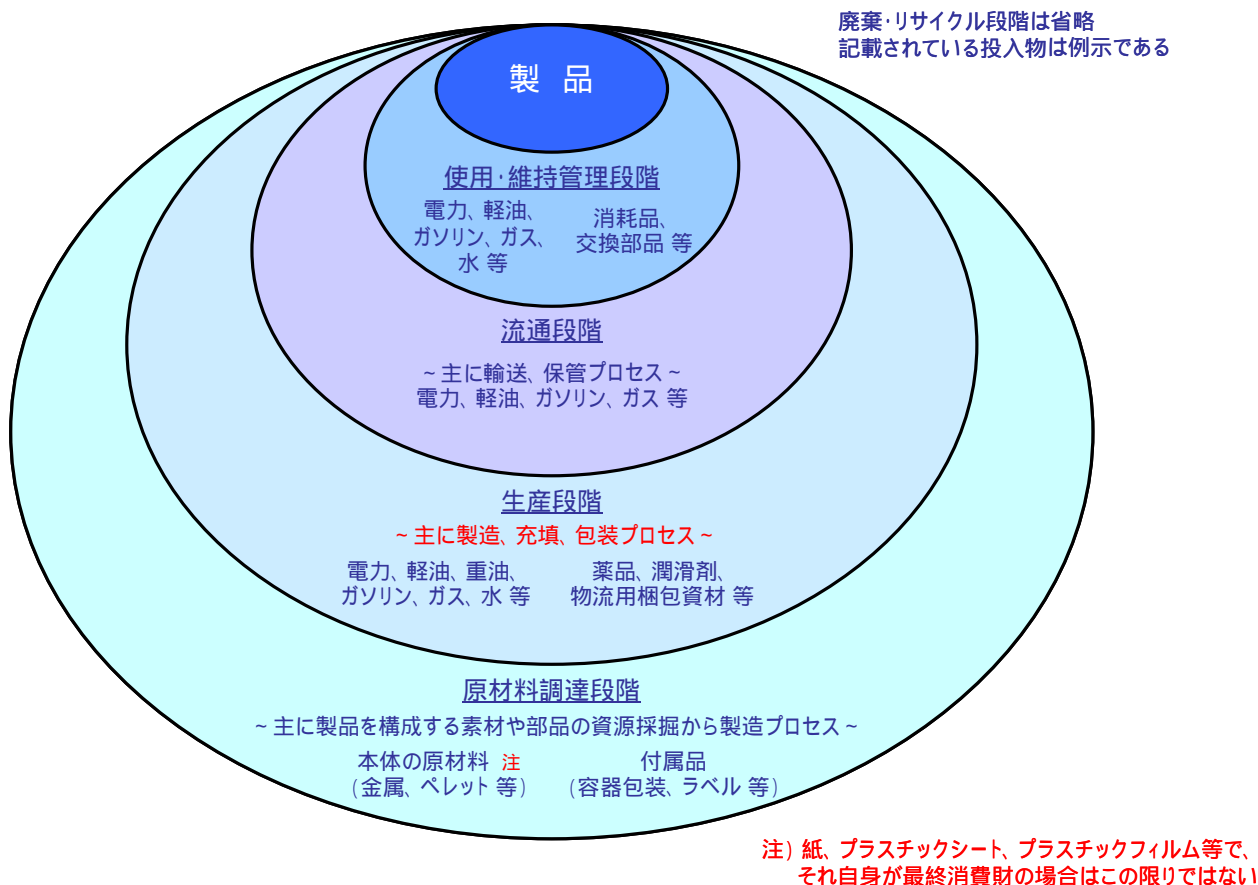 廃棄･リサイクル段階は省略
記載されている投入物は例示である
製 品
使用･維持管理段階
電力、軽油、
ガソリン、ガス、
水 等
消耗品、
交換部品 等
流通段階
~ 主に輸送、保管プロセス ~
電力、軽油、ガソリン、ガス 等
生産段階
~ 主に製造、充填、包装プロセス ~
電力、軽油、重油、
ガソリン、ガス、水 等
薬品、潤滑剤、
物流用梱包資材 等
原材料調達段階
~ 主に製品を構成する素材や部品の資源採掘から製造プロセス ~
本体の原材料 注
(金属、ペレット 等)
付属品
(容器包装、ラベル 等)
注) 紙、プラスチックシート、プラスチックフィルム等で、
それ自身が最終消費財の場合はこの限りではない